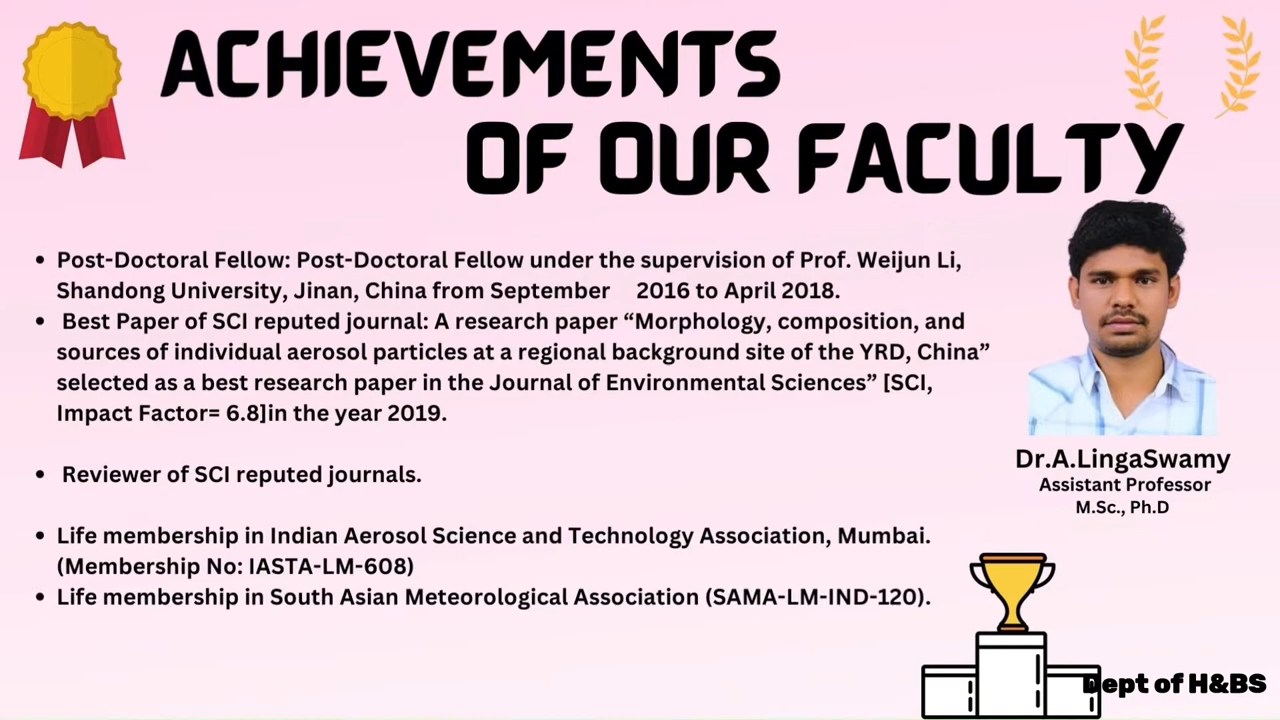 ACHIEVEMENTS
OF OUR FACULTY
• Post-Doctoral Fellow: Post-Doctoral Fellow under the supervision of Prof. Weijun Li,
Shandong University, Jinan, China from September 2016 to April 2018.
• Best Paper of SCI reputed journal: A research paper “Morphology, composition, and
sources of individual aerosol particles at a regional background site of the YRD, China”
selected as a best research paper in the Journal of Environmental Sciences” [SCI,
Impact Factor= 6.8]in the year 2019.
• Reviewer of SCI reputed journals.
• Life membership in Indian Aerosol Science and Technology Association, Mumbai.
(Membership No: IASTA-LM-608)
• Life membership in South Asian Meteorological Association (SAMA-LM-IND-120).
Dr.A.LingaSwamy
Assistant Professor
M.Sc., Ph.D
Dept of H&BS